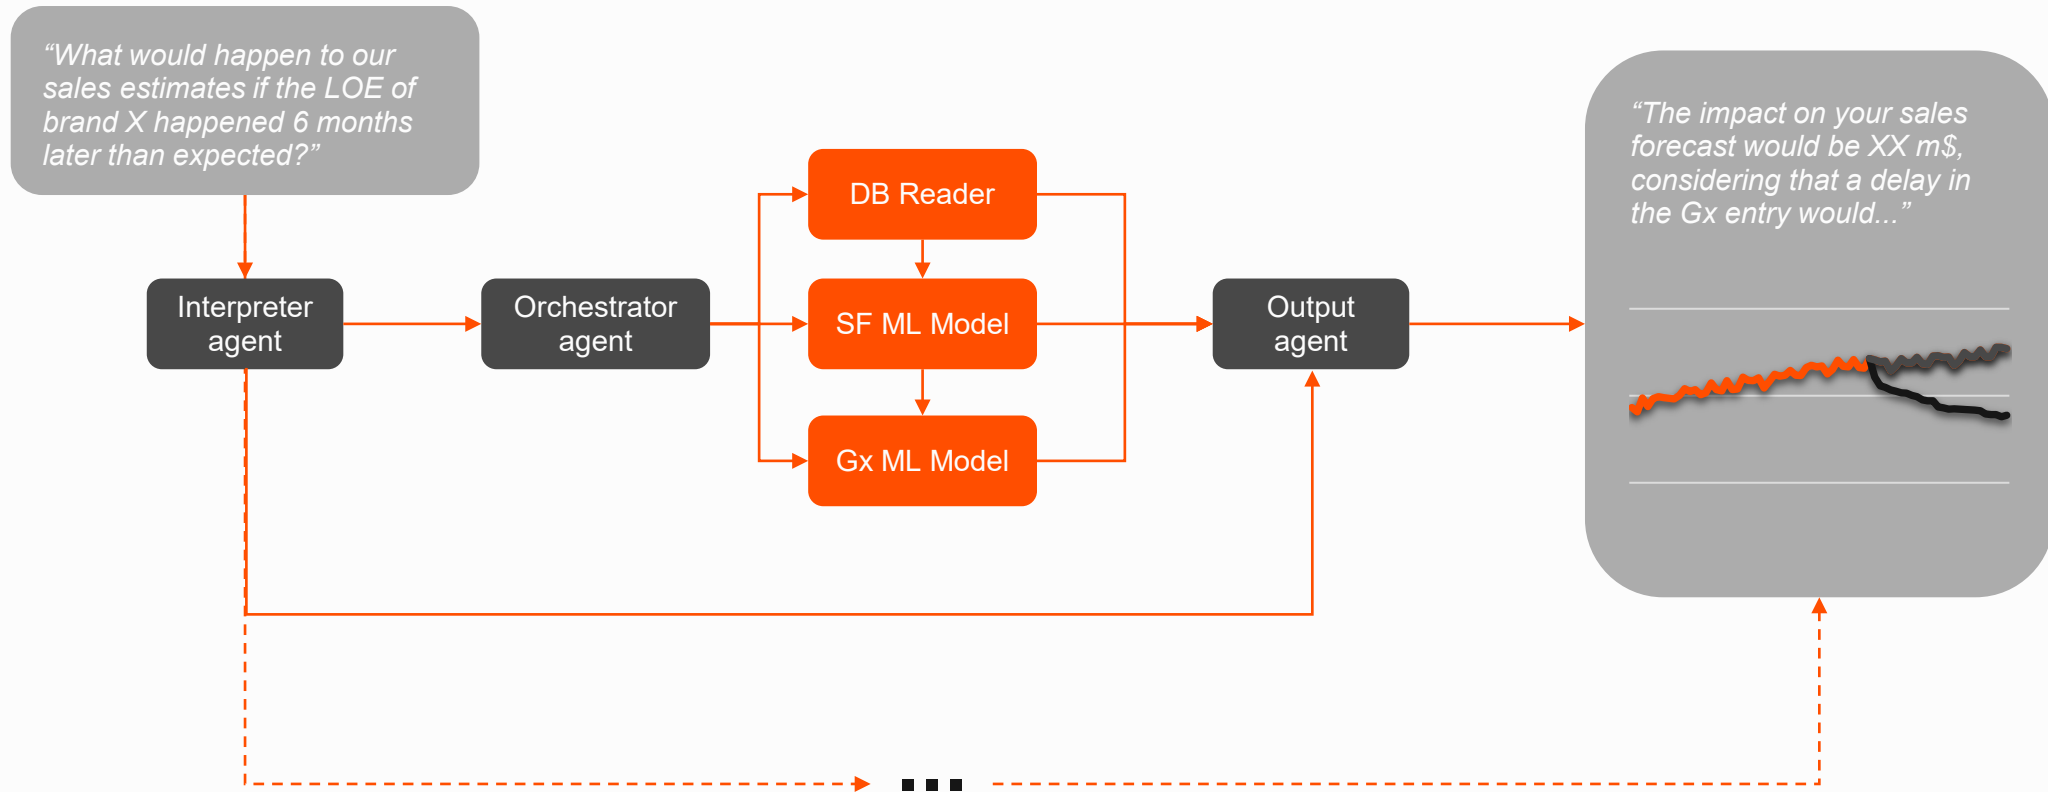 “What would happen to our
sales estimates if the LOE of
brand X happened 6 months
later than expected?”
Interpreter
agent
Orchestrator
agent
DB Reader
SF ML Model
Gx ML Model
Output
agent
“The impact on your sales
forecast would be XX m$,
considering that a delay in
the Gx entry would...”
...